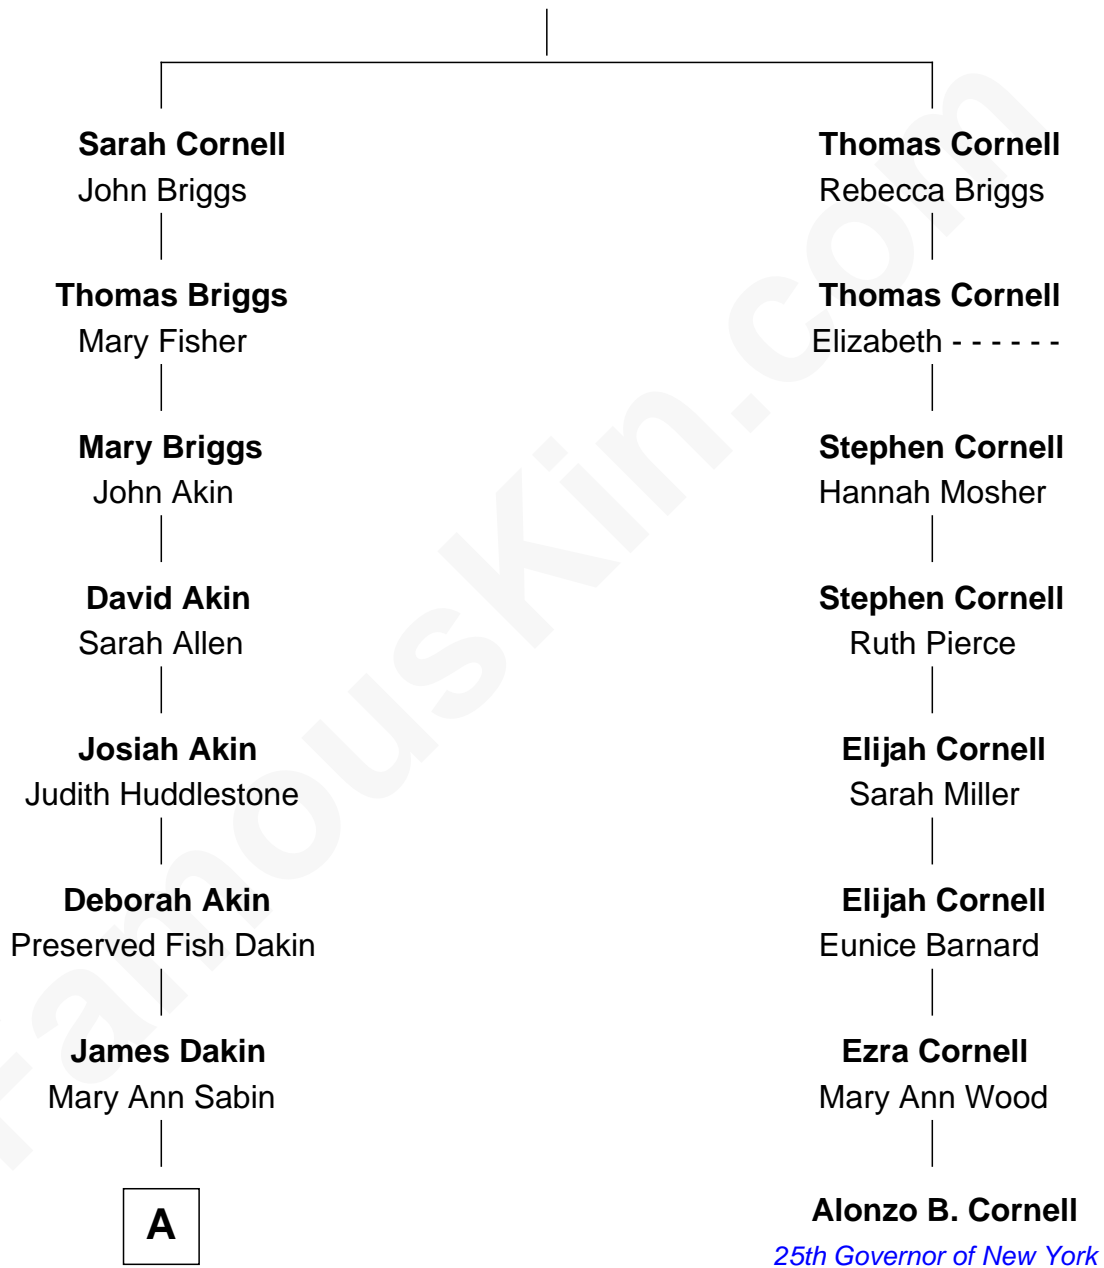 Sarah Cornell
John Briggs
Thomas Briggs
Mary Fisher
Mary Briggs
John Akin
David Akin
Sarah Allen
Josiah Akin
Judith Huddlestone
Deborah Akin
Preserved Fish Dakin
James Dakin
Mary Ann Sabin
A
Thomas Cornell
Rebecca Briggs
Thomas Cornell
Elizabeth - - - - - -
Stephen Cornell
Hannah Mosher
Stephen Cornell
Ruth Pierce
Elijah Cornell
Sarah Miller
Elijah Cornell
Eunice Barnard
Ezra Cornell
Mary Ann Wood
Alonzo B. Cornell
25th Governor of New York
FamousKin.com